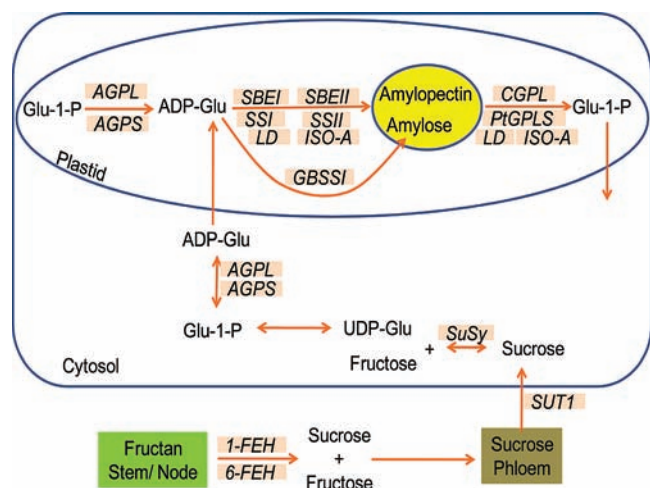 AGPL
Glu-1-P
AGPS
ADP-Glu
SBEI SBEII
SSI SSII
LD ISO-A
GBSSI
Amylopectin
Amylose
CGPL
PtGPLS
LD ISO-A
Glu-1-P
Plastid
ADP-Glu
AGPL
AGPS
Glu-1-P
UDP-Glu
+
Fructose
SuSy
Sucrose
Cytosol
SUT1
Fructan
Stem/ Node
1-FEH
6-FEH
Sucrose
+
Fructose
Sucrose
Phloem